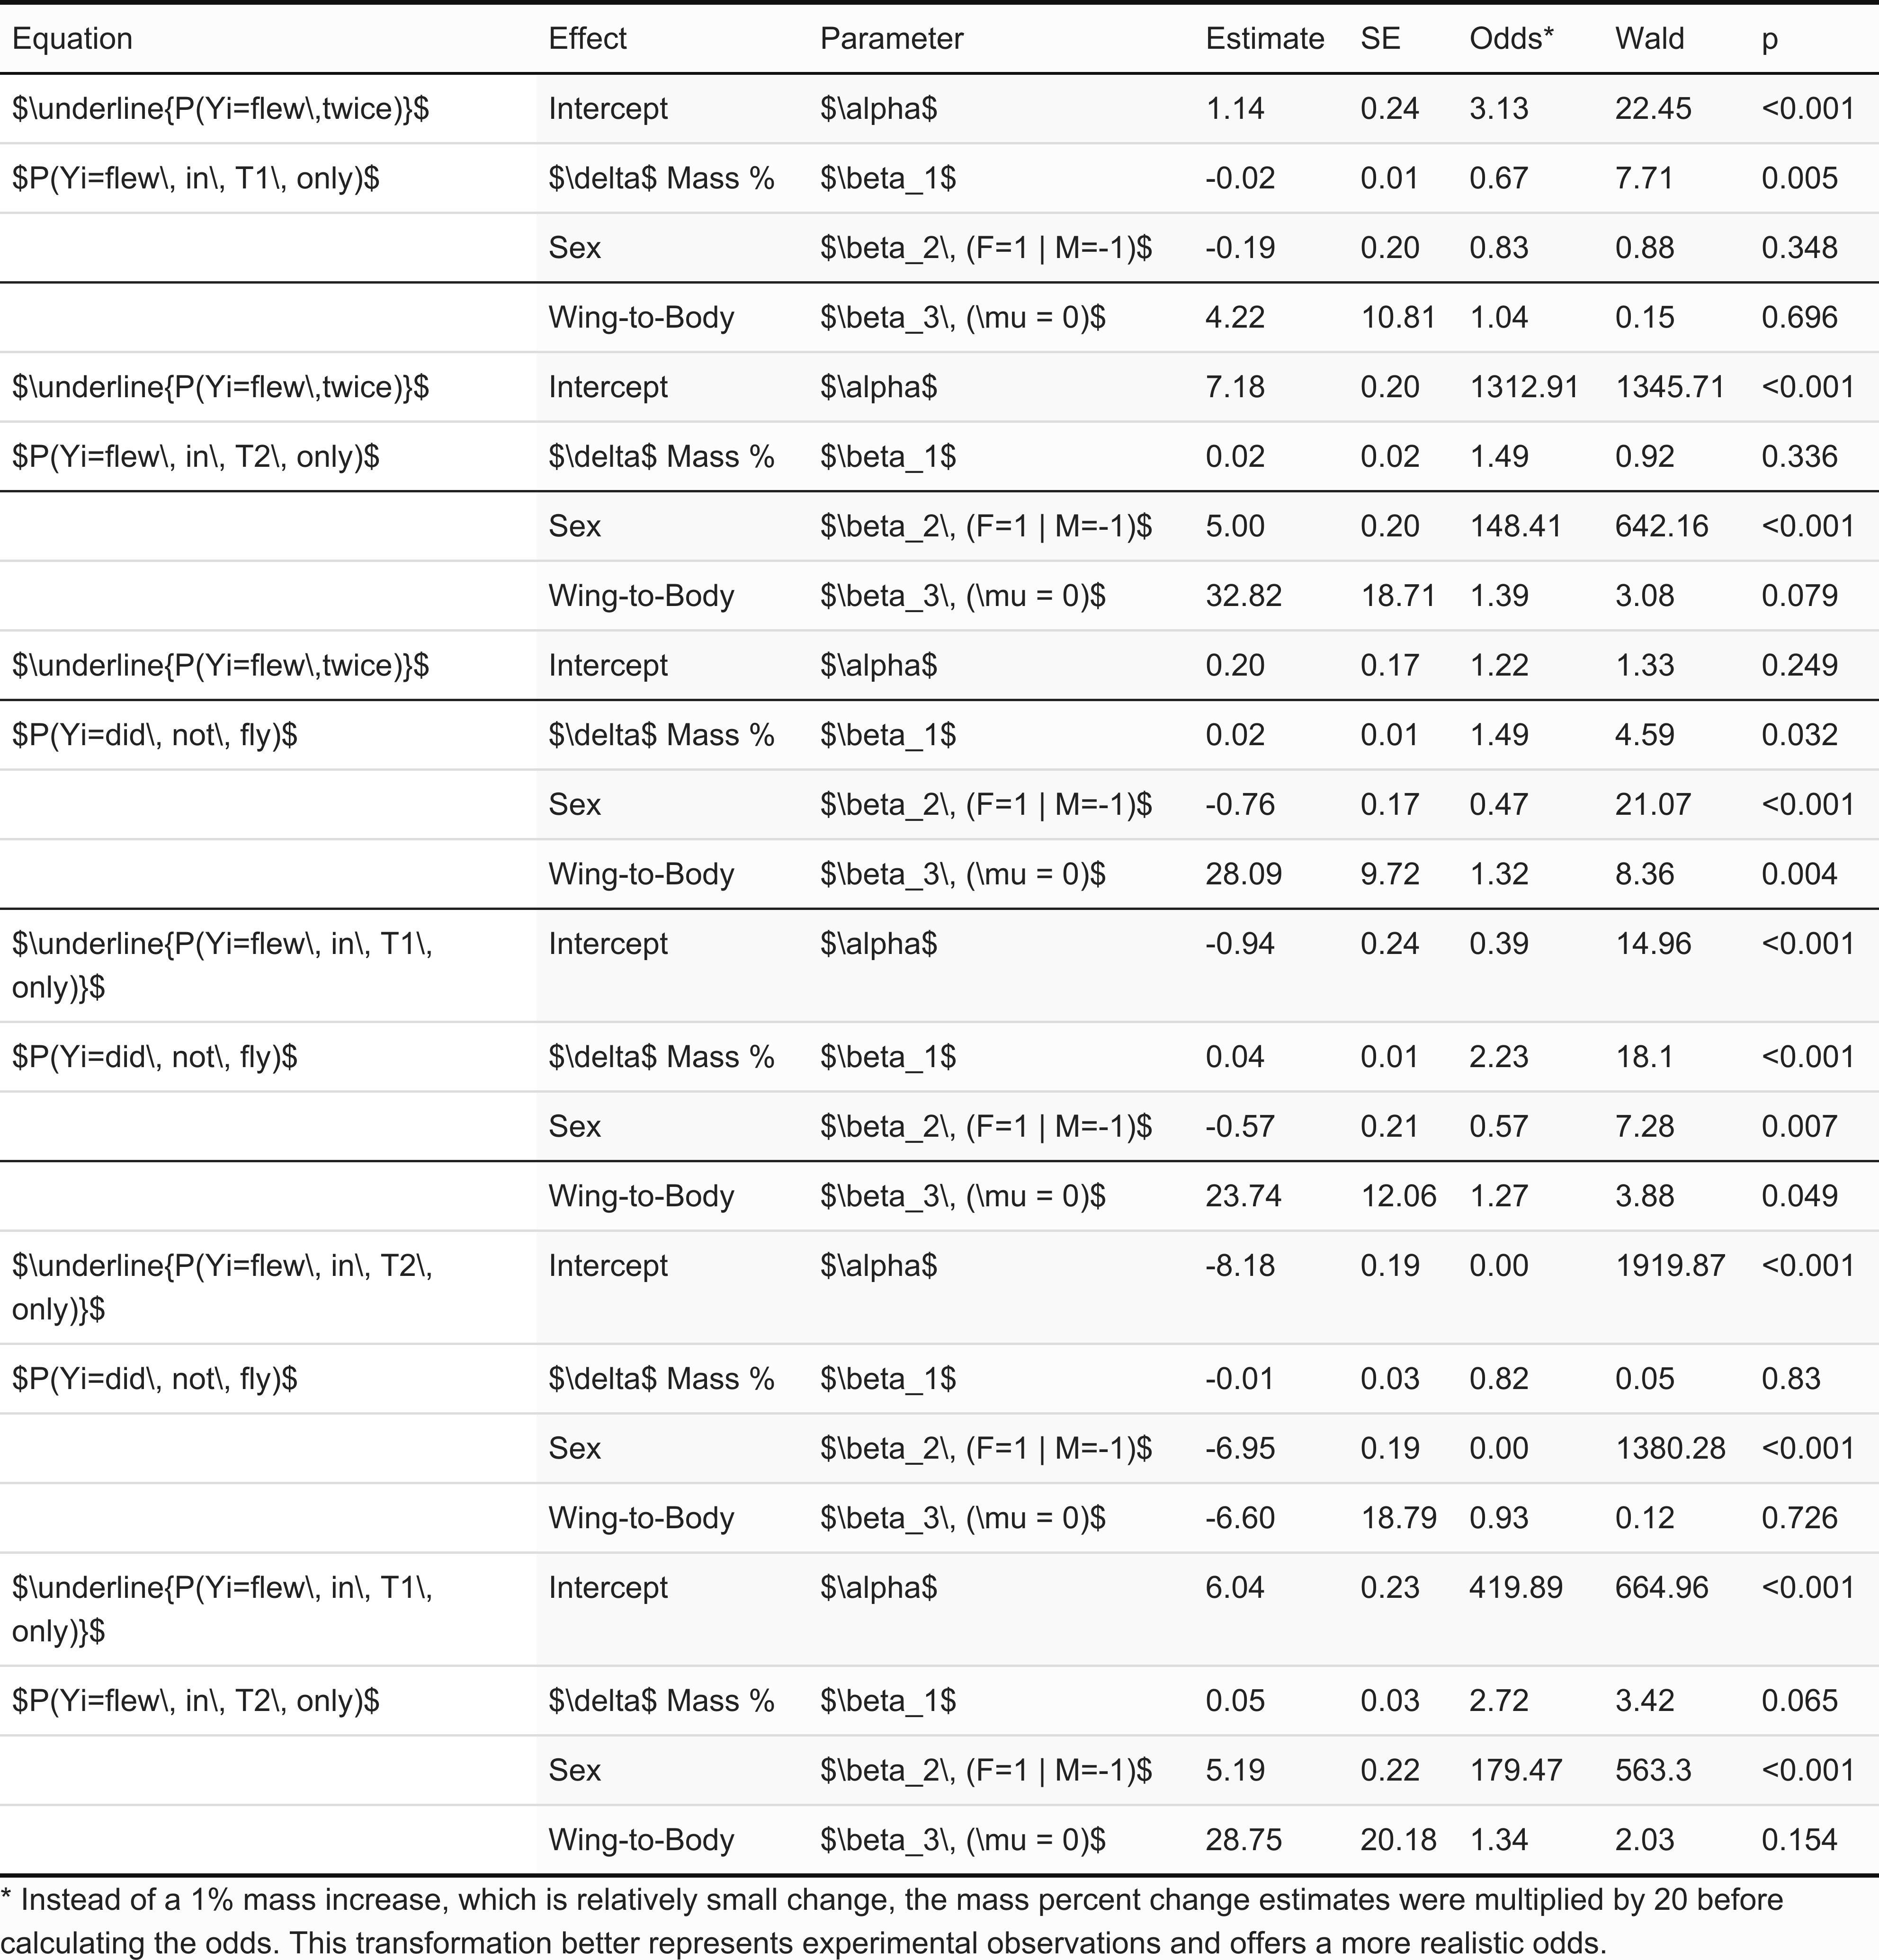 Equation Effect Parameter Estimate SE Odds* Wald p
$\underline{P(Yi=flew\,twice)}$ Intercept $\alpha$ 1.14 0.24 3.13 22.45 <0.001
$P(Yi=flew\, in\, T1\, only)$ $\delta$ Mass % $\beta_1$ -0.02 0.01 0.67 7.71 0.005
Sex $\beta_2\, (F=1 | M=-1)$ -0.19 0.20 0.83 0.88 0.348
Wing-to-Body $\beta_3\, (\mu = 0)$ 4.22 10.81 1.04 0.15 0.696
$\underline{P(Yi=flew\,twice)}$ Intercept $\alpha$ 7.18 0.20 1312.91 1345.71 <0.001
$P(Yi=flew\, in\, T2\, only)$ $\delta$ Mass % $\beta_1$ 0.02 0.02 1.49 0.92 0.336
Sex $\beta_2\, (F=1 | M=-1)$ 5.00 0.20 148.41 642.16 <0.001
Wing-to-Body $\beta_3\, (\mu = 0)$ 32.82 18.71 1.39 3.08 0.079
$\underline{P(Yi=flew\,twice)}$ Intercept $\alpha$ 0.20 0.17 1.22 1.33 0.249
$P(Yi=did\, not\, fly)$ $\delta$ Mass % $\beta_1$ 0.02 0.01 1.49 4.59 0.032
Sex $\beta_2\, (F=1 | M=-1)$ -0.76 0.17 0.47 21.07 <0.001
Wing-to-Body $\beta_3\, (\mu = 0)$ 28.09 9.72 1.32 8.36 0.004
$\underline{P(Yi=flew\, in\, T1\, Intercept $\alpha$ -0.94 0.24 0.39 14.96 <0.001
only)}$
$P(Yi=did\, not\, fly)$ $\delta$ Mass % $\beta_1$ 0.04 0.01 2.23 18.1 <0.001
Sex $\beta_2\, (F=1 | M=-1)$ -0.57 0.21 0.57 7.28 0.007
Wing-to-Body $\beta_3\, (\mu = 0)$ 23.74 12.06 1.27 3.88 0.049
$\underline{P(Yi=flew\, in\, T2\, Intercept $\alpha$ -8.18 0.19 0.00 1919.87 <0.001
only)}$
$P(Yi=did\, not\, fly)$ $\delta$ Mass % $\beta_1$ -0.01 0.03 0.82 0.05 0.83
Sex $\beta_2\, (F=1 | M=-1)$ -6.95 0.19 0.00 1380.28 <0.001
Wing-to-Body $\beta_3\, (\mu = 0)$ -6.60 18.79 0.93 0.12 0.726
$\underline{P(Yi=flew\, in\, T1\, Intercept $\alpha$ 6.04 0.23 419.89 664.96 <0.001
only)}$
$P(Yi=flew\, in\, T2\, only)$ $\delta$ Mass % $\beta_1$ 0.05 0.03 2.72 3.42 0.065
Sex $\beta_2\, (F=1 | M=-1)$ 5.19 0.22 179.47 563.3 <0.001
Wing-to-Body $\beta_3\, (\mu = 0)$ 28.75 20.18 1.34 2.03 0.154
* Instead of a 1% mass increase, which is relatively small change, the mass percent change estimates were multiplied by 20 before
calculating the odds. This transformation better represents experimental observations and offers a more realistic odds.